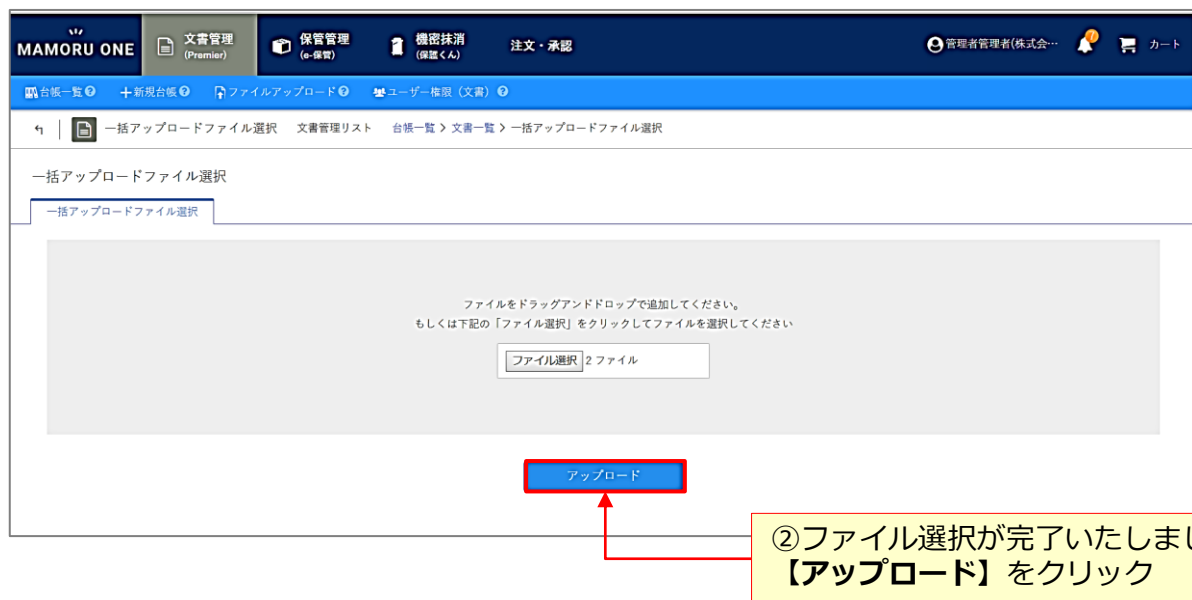 MAMORU ONE
文書管理
(Premier)
保管管理
(e-保管)
機密抹消
(保護くん)
注文・承認
管理者管理者(株式会…
カート
台帳一覧
新規台帳
ファイルアップロード
ユーザー権限（文書）
一括アップロードファイル選択 文書管理リスト 台帳一覧 > 文書一覧 > 一括アップロードファイル選択
一括アップロードファイル選択
一括アップロードファイル選択
ファイルをドラッグアンドドロップで追加してください。
もしくは下記の「ファイル選択」をクリックしてファイルを選択してください
ファイル選択 2 ファイル
アップロード
②ファイル選択が完了いたしまし
【アップロード】をクリック